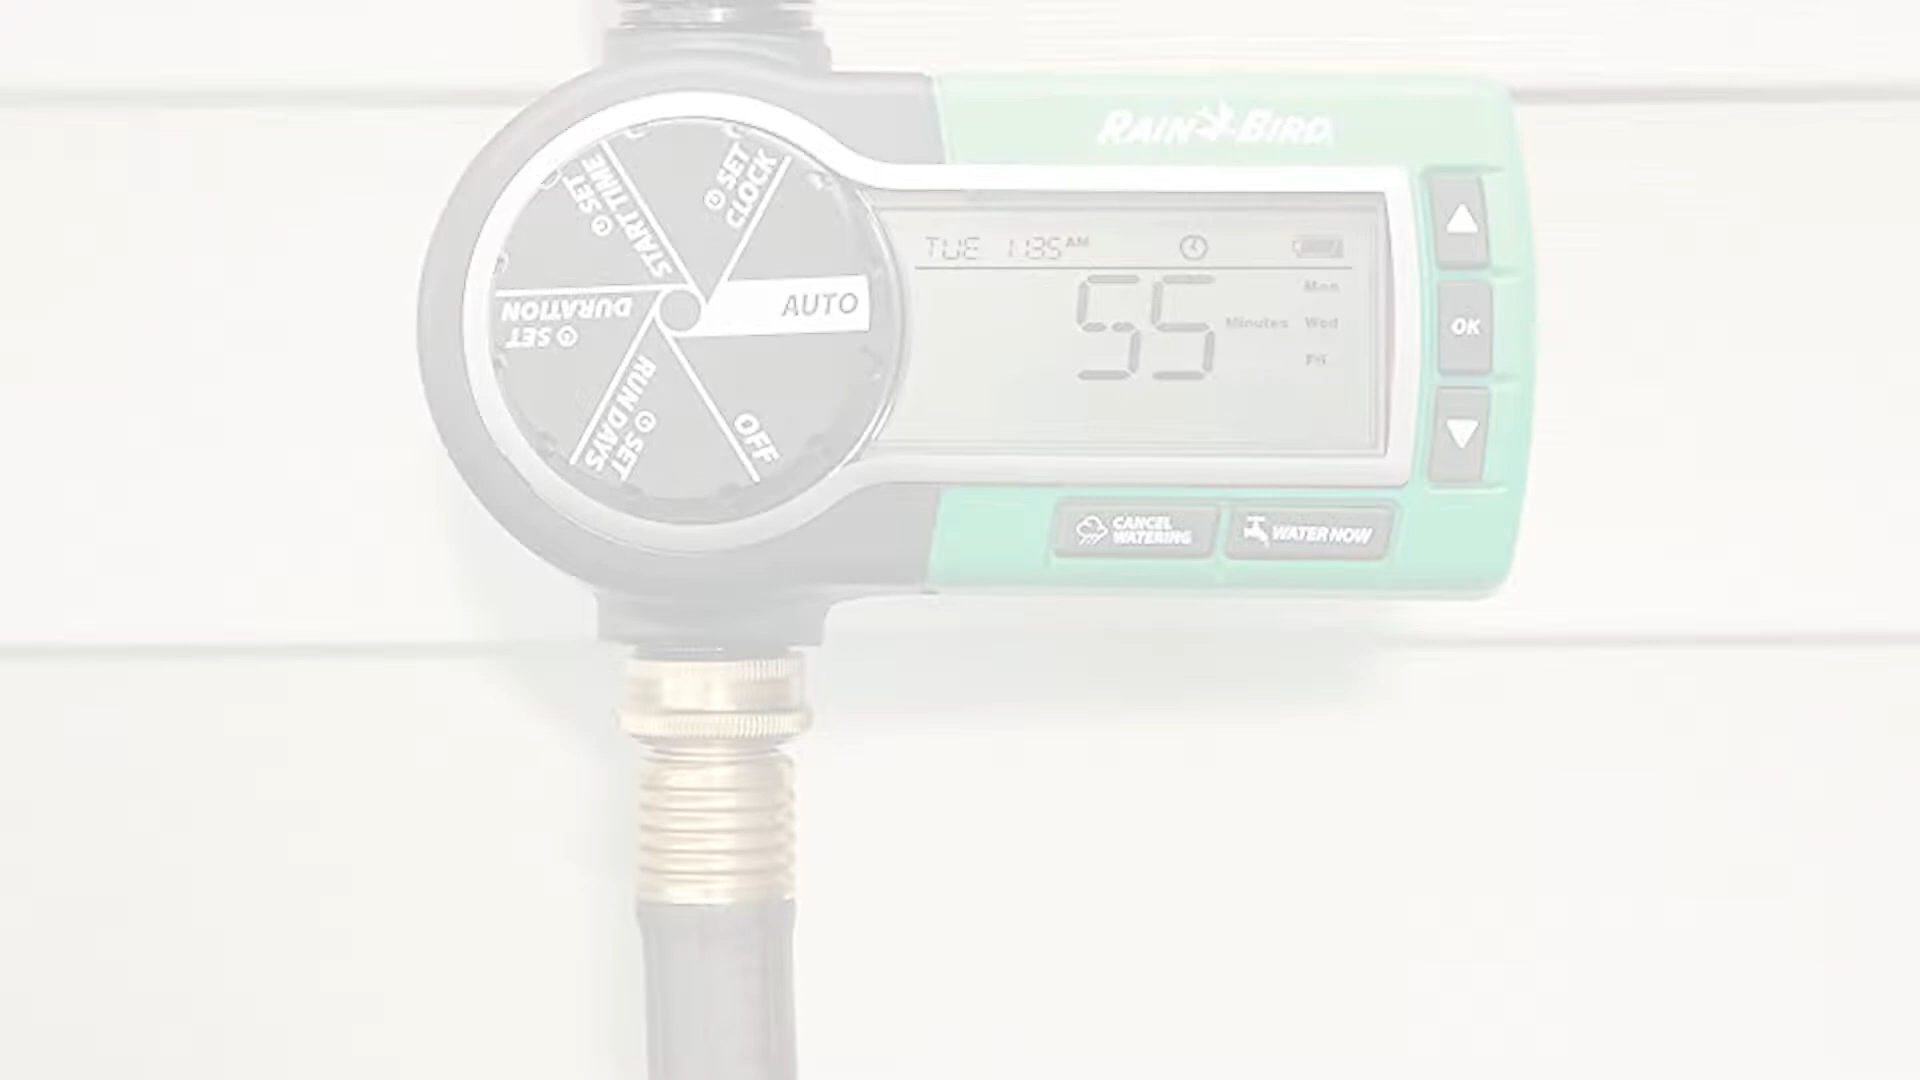 RAIN BIRD
SET
CLOCK
SET
START TIME
SET
DURATION
SET
RUN DAYS
OFF
AUTO
TUE 11:35 AM
55 Minutes
Mon
Wed
Fri
OK
CANCEL
WATERING
WATER NOW